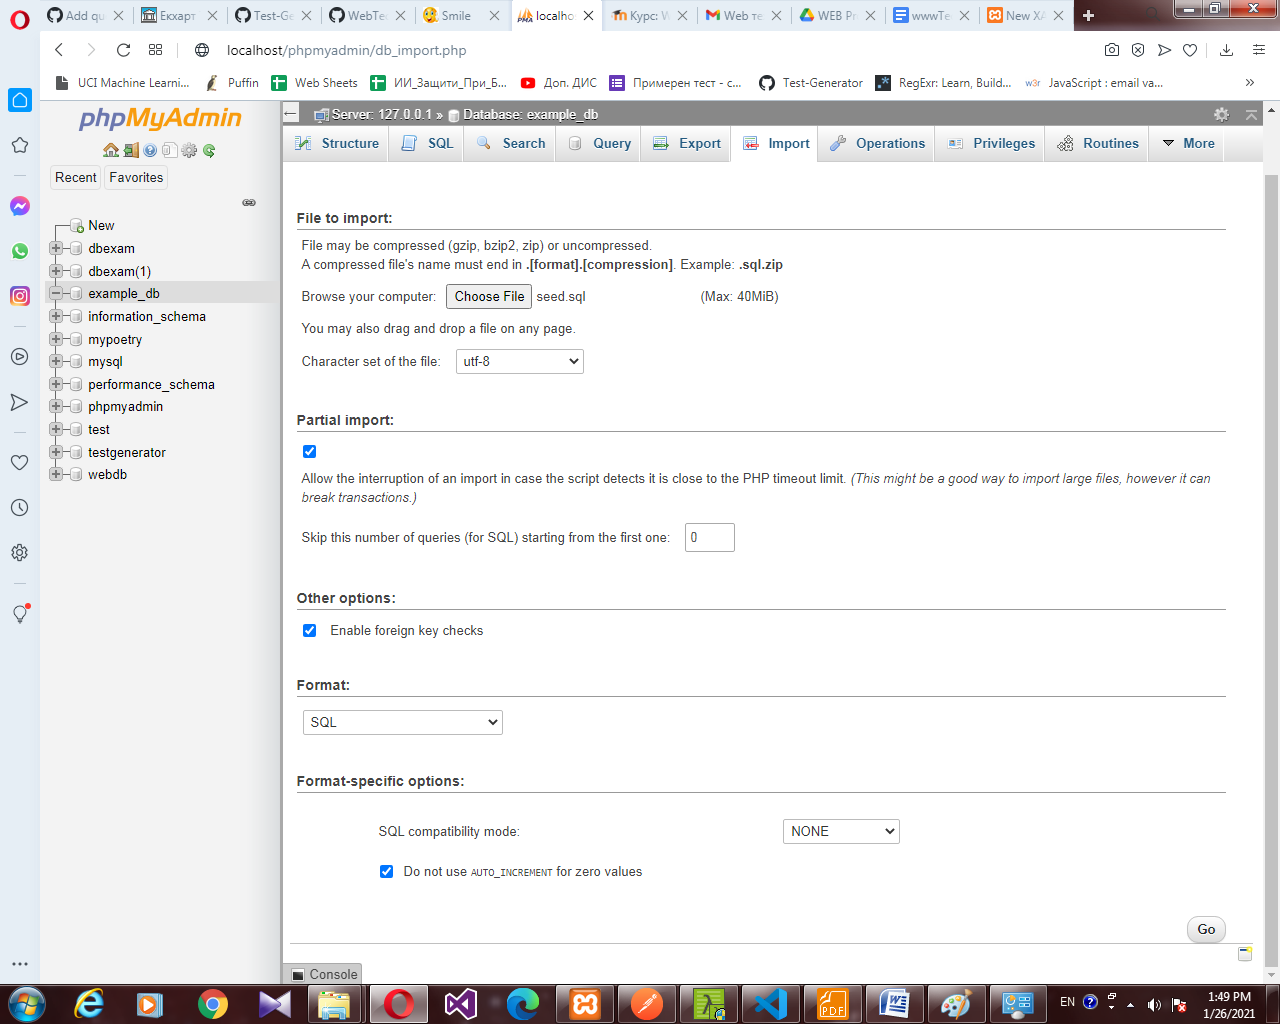 Add qu
Екхарт
Test-Ge
WebTec
Smile
localho
Курс: W
Web те
WEB Pr
wwwTe
New XA
localhost/phpmyadmin/db_import.php
UCI Machine Learni...
Puffin
Web Sheets
ИИ_Защити_При_Б...
Доп. ДИС
Примерен тест - с...
Test-Generator
RegExr: Learn, Build...
w3r
JavaScript : email va...
»
phpMyAdmin
Recent
Favorites
New
dbexam
dbexam(1)
example_db
information_schema
mypoetry
mysql
performance_schema
phpmyadmin
test
testgenerator
webdb
Server: 127.0.0.1 » Database: example_db
Structure
SQL
Search
Query
Export
Import
Operations
Privileges
Routines
More
File to import:
File may be compressed (gzip, bzip2, zip) or uncompressed.
A compressed file's name must end in .[format].[compression]. Example: .sql.zip
Browse your computer: Choose File seed.sql (Max: 40MiB)
You may also drag and drop a file on any page.
Character set of the file: utf-8
Partial import:
Allow the interruption of an import in case the script detects it is close to the PHP timeout limit. (This might be a good way to import large files, however it can
break transactions.)
Skip this number of queries (for SQL) starting from the first one: 0
Other options:
Enable foreign key checks
Format:
SQL
Format-specific options:
SQL compatibility mode: NONE
Do not use AUTO_INCREMENT for zero values
Go
Console
PDF
EN
1:49 PM
1/26/2021